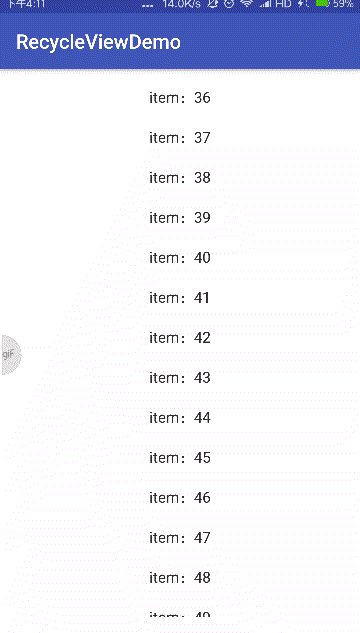 下午4:11 ... 14.0K/s HD 59%
RecycleViewDemo
item：36
item：37
item：38
item：39
item：40
item：41
item：42
item：43
item：44
item：45
item：46
item：47
item：48
item：49
giF